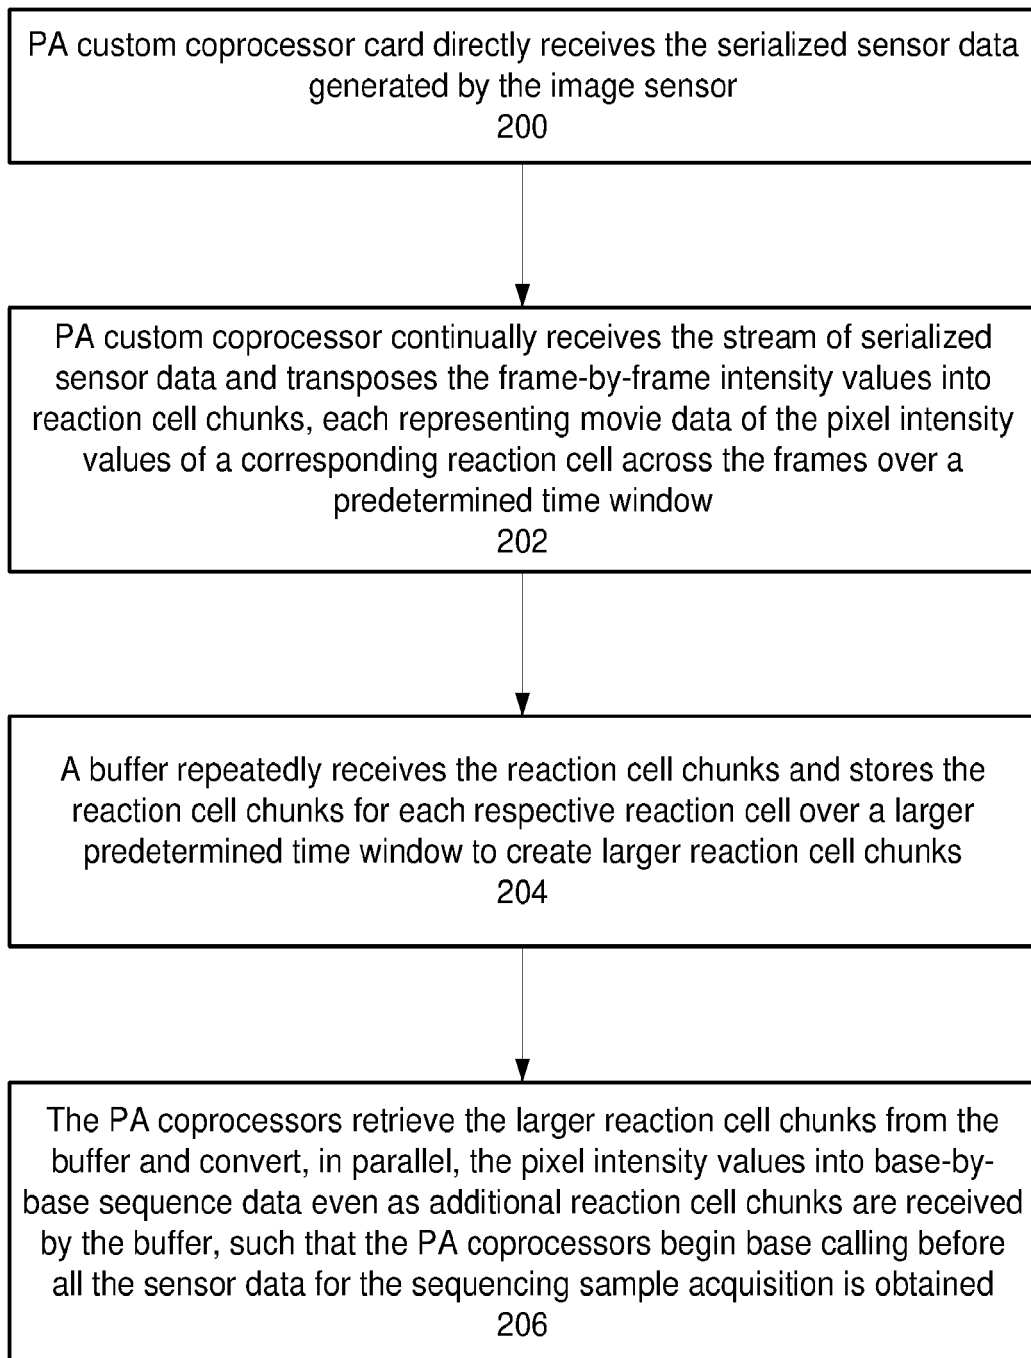 PA custom coprocessor card directly receives the serialized sensor data
generated by the image sensor
200
PA custom coprocessor continually receives the stream of serialized
sensor data and transposes the frame-by-frame intensity values into
reaction cell chunks, each representing movie data of the pixel intensity
values of a corresponding reaction cell across the frames over a
predetermined time window
202
A buffer repeatedly receives the reaction cell chunks and stores the
reaction cell chunks for each respective reaction cell over a larger
predetermined time window to create larger reaction cell chunks
204
The PA coprocessors retrieve the larger reaction cell chunks from the
buffer and convert, in parallel, the pixel intensity values into base-by-
base sequence data even as additional reaction cell chunks are received
by the buffer, such that the PA coprocessors begin base calling before
all the sensor data for the sequencing sample acquisition is obtained
206